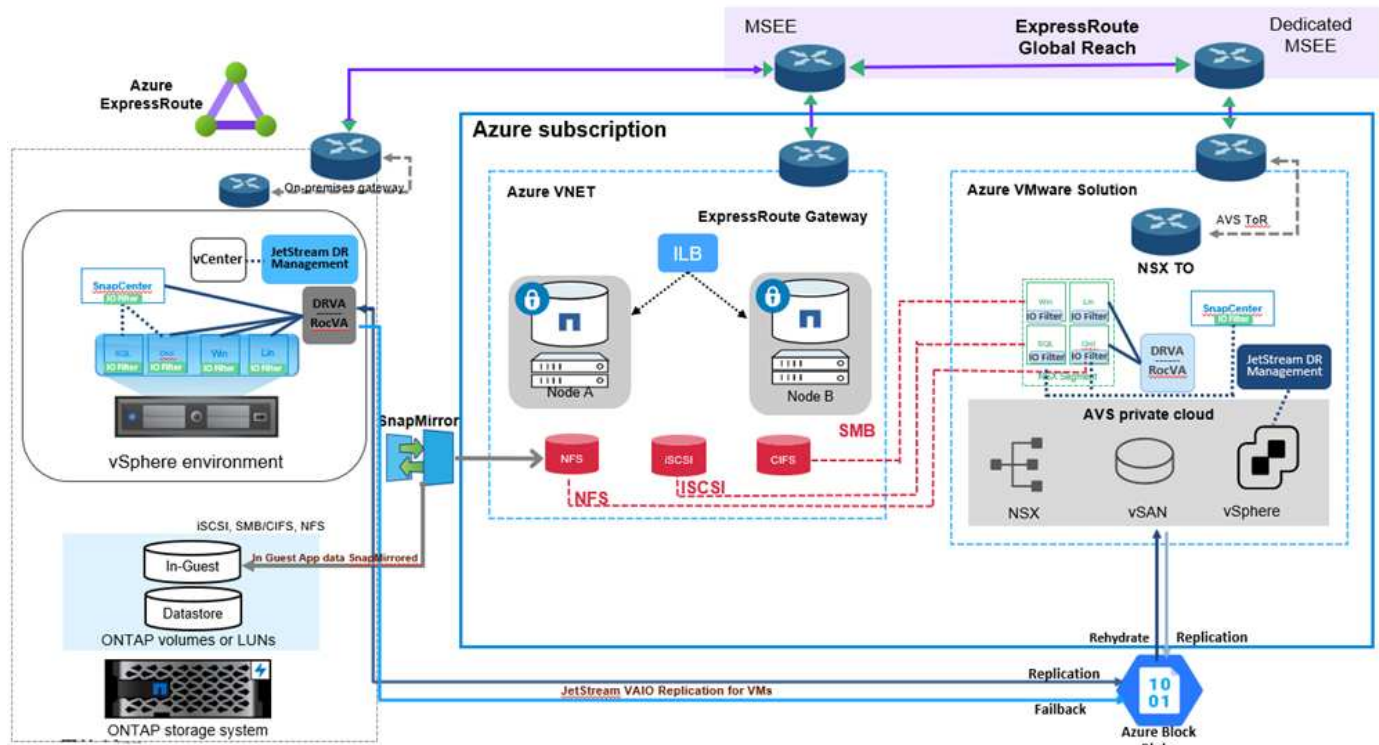 MSEE
ExpressRoute
Global Reach
Dedicated
MSEE
Azure
ExpressRoute
Azure subscription
On-premises gateway
Azure VNET
Azure VMware Solution
ExpressRoute Gateway
AVS ToR
NSX TO
vCenter
JetStream DR
Management
ILB
SnapCenter
IO Filter
DRVA
RocVA
SQL
IO Filter
IO Filter
Win
IO Filter
Lin
IO Filter
vSphere environment
Node A
Node B
Win
IO Filter
Lin
IO Filter
SQL
IO Filter
IO Filter
NSX Segment
SnapCenter
IO Filter
DRVA
RocVA
JetStream DR
Management
AVS private cloud
NSX
vSAN
vSphere
SnapMirror
NFS
iSCSI
CIFS
SMB
NFS
ISCSI
iSCSI, SMB/CIFS, NFS
In Guest App data SnapMirrored
In-Guest
Datastore
ONTAP volumes or LUNs
ONTAP storage system
Rehydrate
Replication
Replication
JetStream VAIO Replication for VMs
Failback
10
01
Azure Block